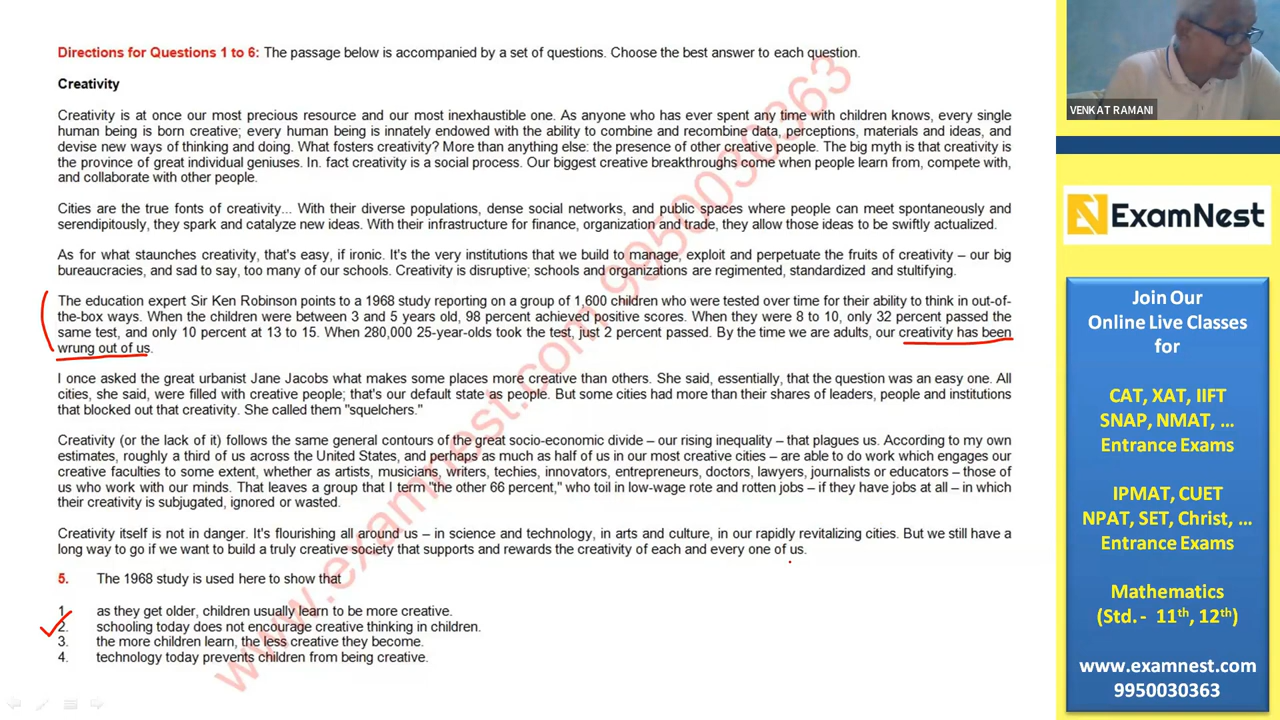 Directions for Questions 1 to 6: The passage below is accompanied by a set of questions. Choose the best answer to each question.
Creativity
Creativity is at once our most precious resource and our most inexhaustible one. As anyone who has ever spent any time with children knows, every single
human being is born creative; every human being is innately endowed with the ability to combine and recombine data, perceptions, materials and ideas, and
devise new ways of thinking and doing. What fosters creativity? More than anything else: the presence of other creative people. The big myth is that creativity is
the province of great individual geniuses. In. fact creativity is a social process. Our biggest creative breakthroughs come when people learn from, compete with,
and collaborate with other people.
Cities are the true fonts of creativity... With their diverse populations, dense social networks, and public spaces where people can meet spontaneously and
serendipitously, they spark and catalyze new ideas. With their infrastructure for finance, organization and trade, they allow those ideas to be swiftly actualized.
As for what staunches creativity, that's easy, if ironic. It's the very institutions that we build to manage, exploit and perpetuate the fruits of creativity – our big
bureaucracies, and sad to say, too many of our schools. Creativity is disruptive; schools and organizations are regimented, standardized and stultifying.
The education expert Sir Ken Robinson points to a 1968 study reporting on a group of 1,600 children who were tested over time for their ability to think in out-of-
the-box ways. When the children were between 3 and 5 years old, 98 percent achieved positive scores. When they were 8 to 10, only 32 percent passed the
same test, and only 10 percent at 13 to 15. When 280,000 25-year-olds took the test, just 2 percent passed. By the time we are adults, our creativity has been
wrung out of us.
I once asked the great urbanist Jane Jacobs what makes some places more creative than others. She said, essentially, that the question was an easy one. All
cities, she said, were filled with creative people; that's our default state as people. But some cities had more than their shares of leaders, people and institutions
that blocked out that creativity. She called them "squelchers."
Creativity (or the lack of it) follows the same general contours of the great socio-economic divide – our rising inequality – that plagues us. According to my own
estimates, roughly a third of us across the United States, and perhaps as much as half of us in our most creative cities – are able to do work which engages our
creative faculties to some extent, whether as artists, musicians, writers, techies, innovators, entrepreneurs, doctors, lawyers, journalists or educators – those of
us who work with our minds. That leaves a group that I term "the other 66 percent," who toil in low-wage rote and rotten jobs – if they have jobs at all – in which
their creativity is subjugated, ignored or wasted.
Creativity itself is not in danger. It's flourishing all around us – in science and technology, in arts and culture, in our rapidly revitalizing cities. But we still have a
long way to go if we want to build a truly creative society that supports and rewards the creativity of each and every one of us.
5. The 1968 study is used here to show that
1. as they get older, children usually learn to be more creative.
2. schooling today does not encourage creative thinking in children.
3. the more children learn, the less creative they become.
4. technology today prevents children from being creative.
www.examnest.com 9950030363
VENKAT RAMANI
ExamNest
Join Our
Online Live Classes
for
CAT, XAT, IIFT
SNAP, NMAT, ...
Entrance Exams
IPMAT, CUET
NPAT, SET, Christ, ...
Entrance Exams
Mathematics
(Std. - 11th, 12th)
www.examnest.com
9950030363